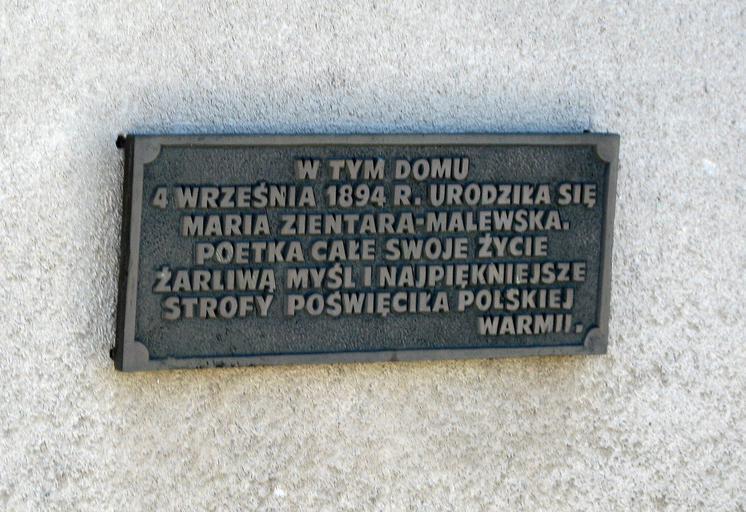 W TYM DOMU
4 WRZEŚNIA 1894 R. URODZIŁA SIĘ
MARIA ZIENTARA-MALEWSKA.
POETKA CAŁE SWOJE ŻYCIE
ŻARLIWĄ MYŚL I NAJPIĘKNIEJSZE
STROFY POŚWIĘCIŁA POLSKIEJ
WARMII.